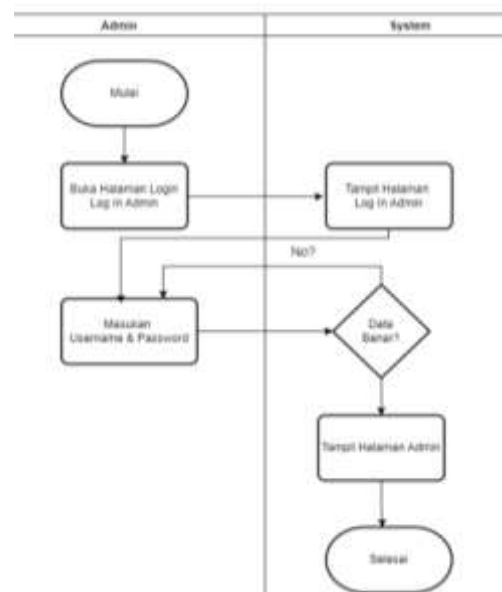 Admin
System
Mulai
Buka Halaman Login
Log In Admin
Tampil Halaman
Log In Admin
No?
Masukan
Username & Password
Data
Benar?
Tampil Halaman Admin
Selesai